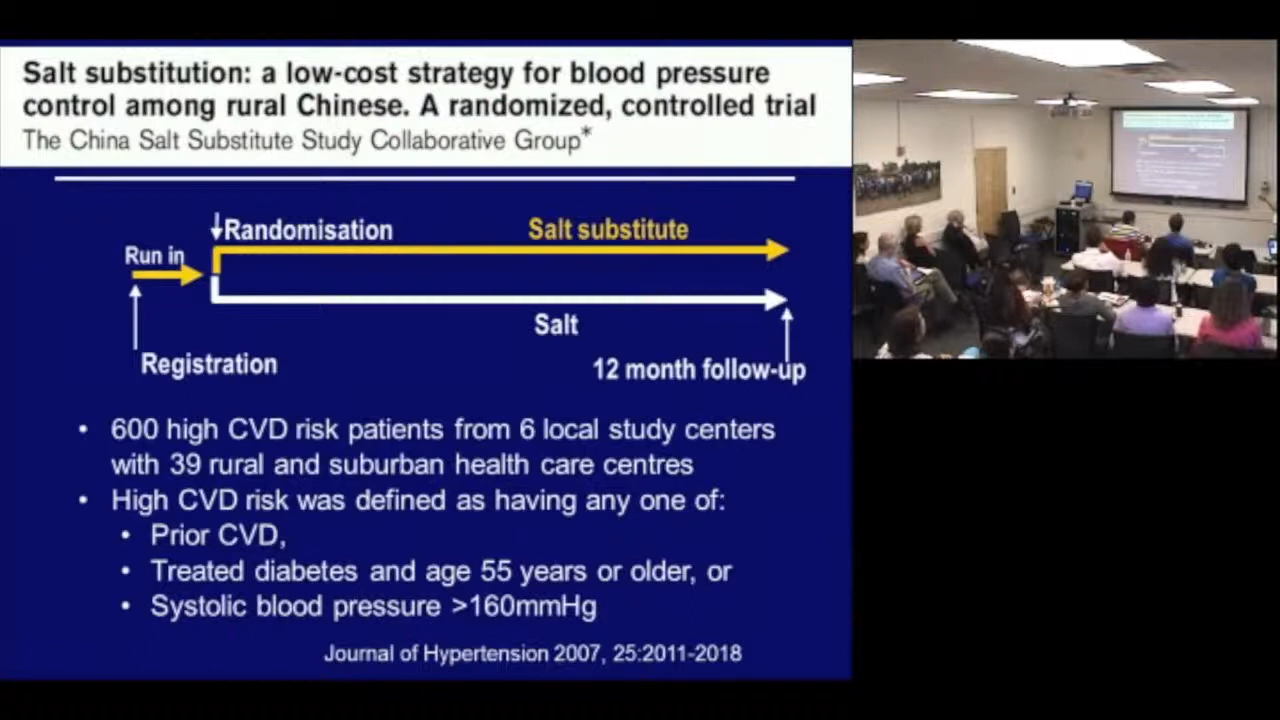 Salt substitution: a low-cost strategy for blood pressure
control among rural Chinese. A randomized, controlled trial
The China Salt Substitute Study Collaborative Group*
Randomisation
Salt substitute
Run in
Salt
Registration
12 month follow-up
• 600 high CVD risk patients from 6 local study centers
with 39 rural and suburban health care centres
• High CVD risk was defined as having any one of:
• Prior CVD,
• Treated diabetes and age 55 years or older, or
• Systolic blood pressure >160mmHg
Journal of Hypertension 2007, 25:2011-2018